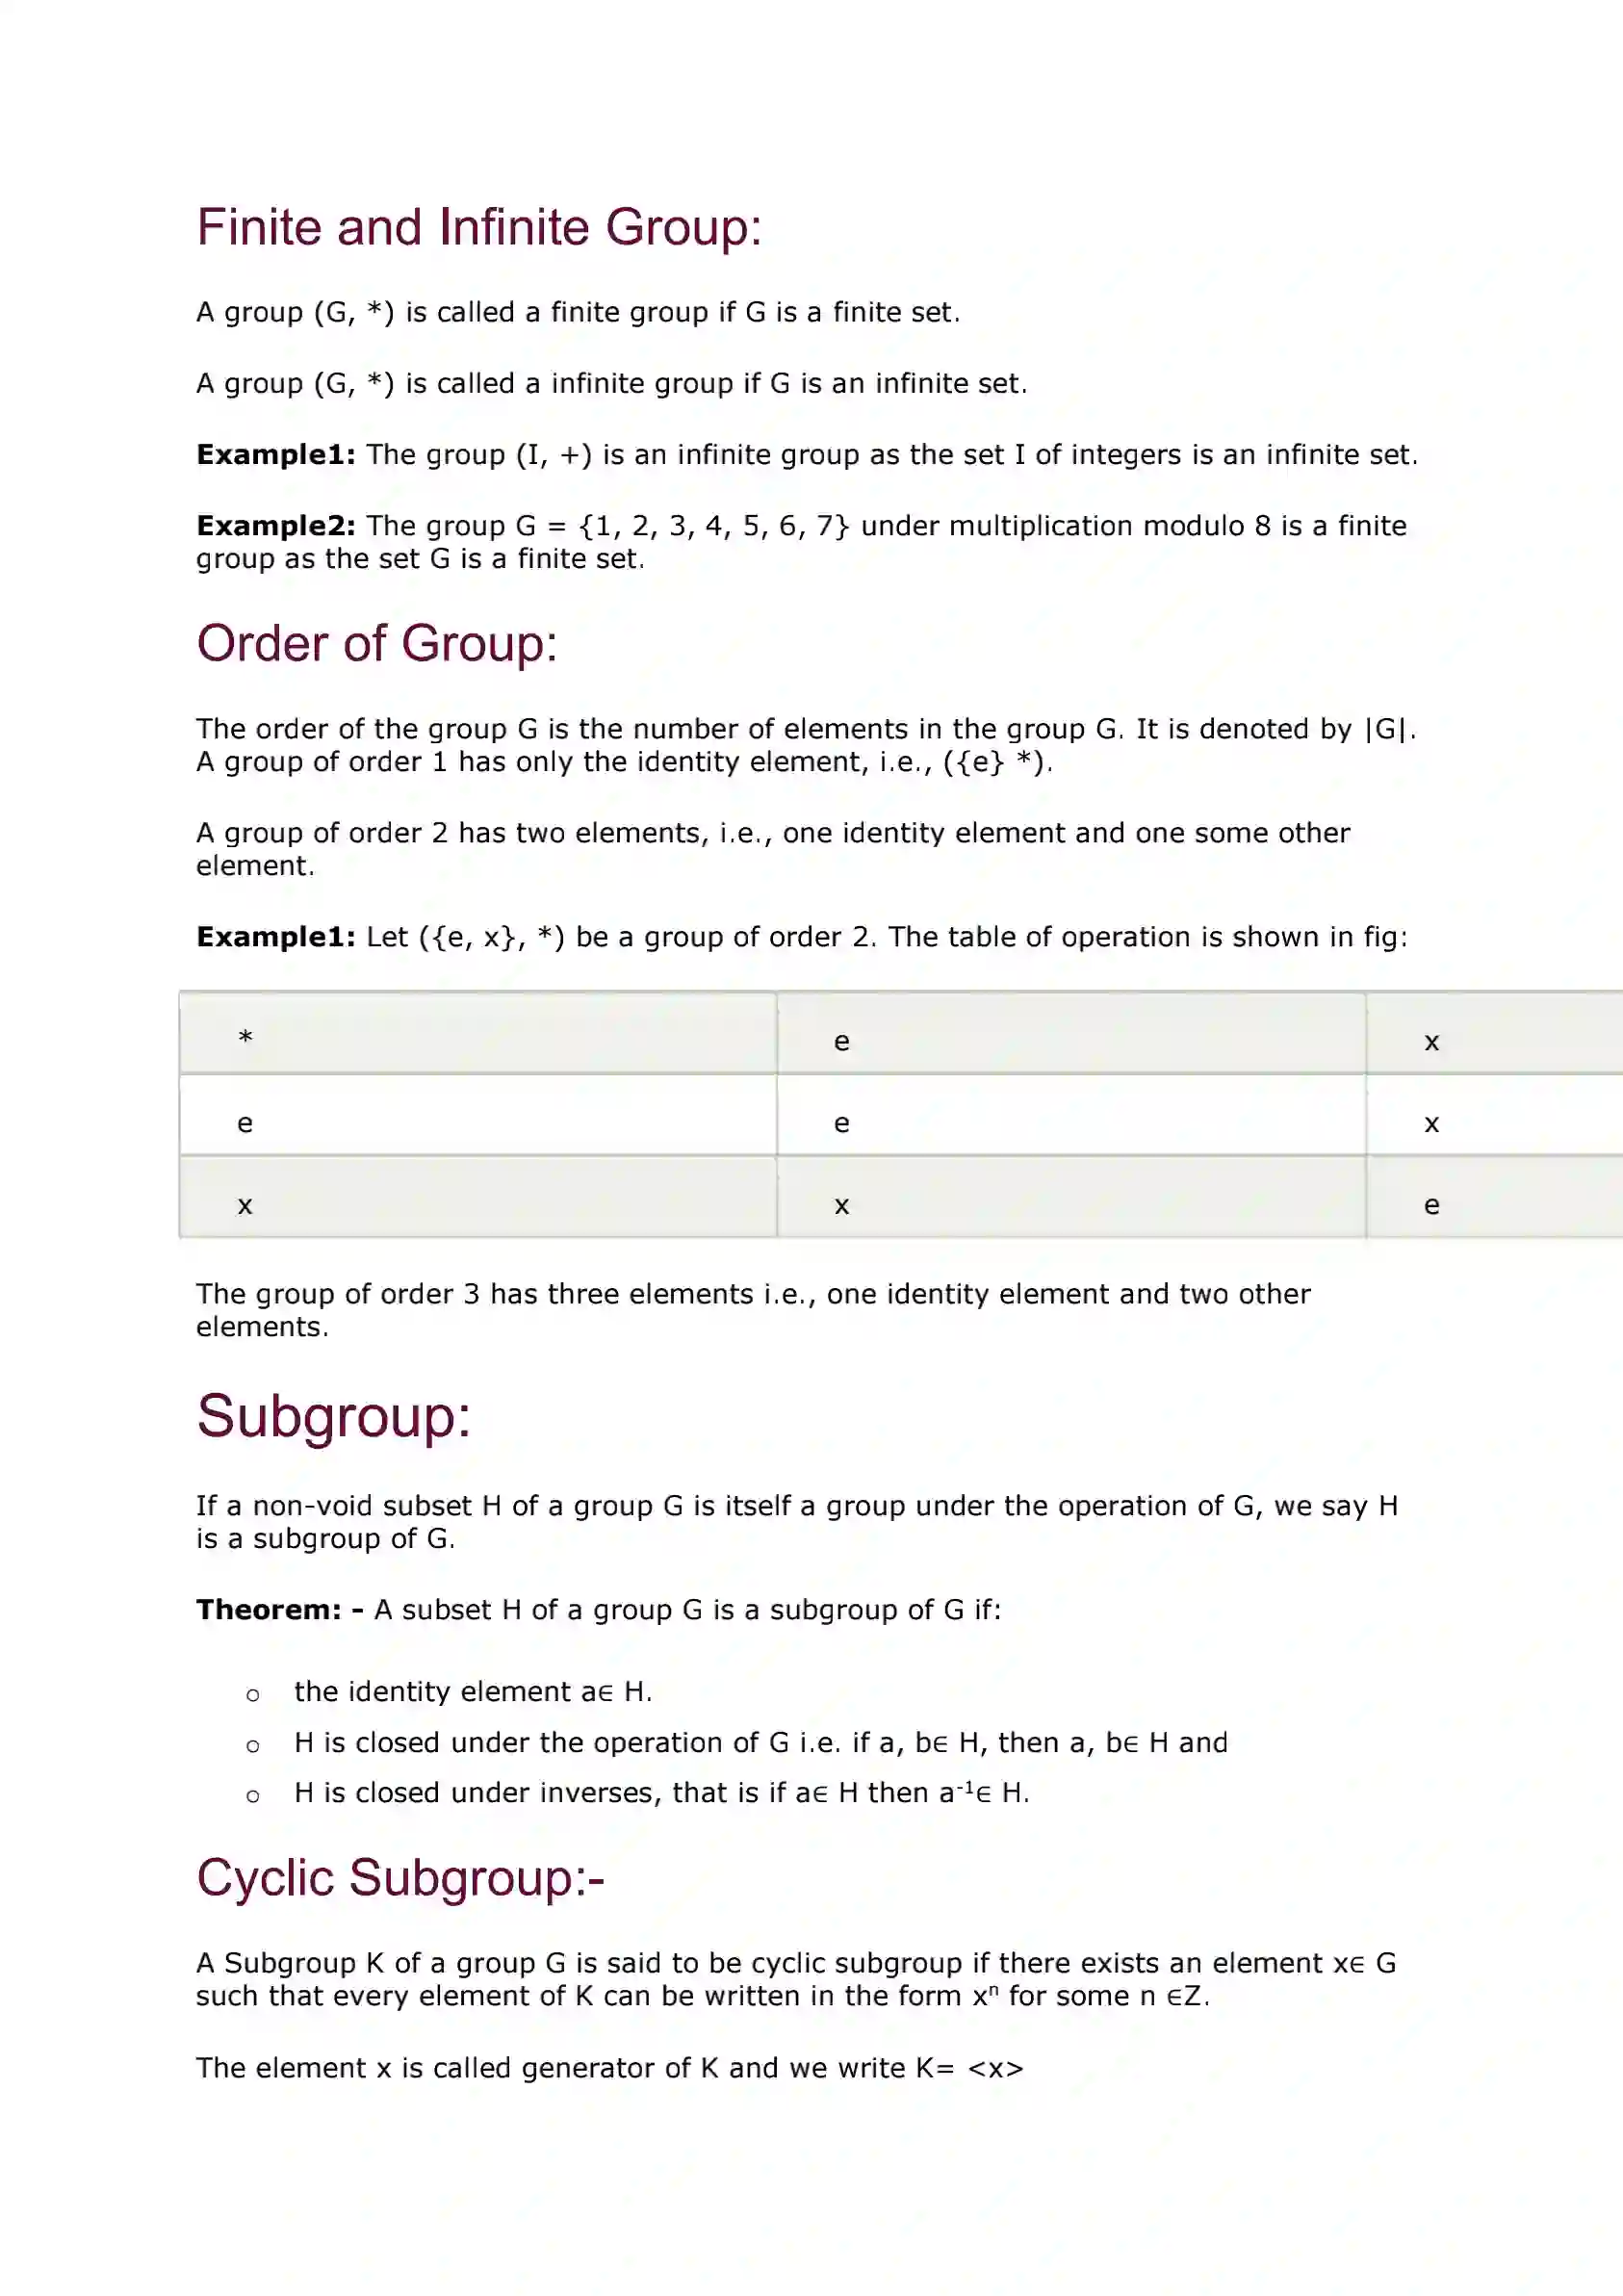 Finite and Infinite Group:
A group (G, *) is called a finite group if G is a finite set.
A group (G, *) is called a infinite group if G is an infinite set.
Example1: The group (I, +) is an infinite group as the set I of integers is an infinite set.
Example2: The group G = {1, 2, 3, 4, 5, 6, 7} under multiplication modulo 8 is a finite
group as the set G is a finite set.
Order of Group:
The order of the group G is the number of elements in the group G. It is denoted by |G|.
A group of order 1 has only the identity element, i.e., ({e} *).
A group of order 2 has two elements, i.e., one identity element and one some other
element.
Example1: Let ({e, x}, *) be a group of order 2. The table of operation is shown in fig:
* e x
e e x
x x e
The group of order 3 has three elements i.e., one identity element and two other
elements.
Subgroup:
If a non-void subset H of a group G is itself a group under the operation of G, we say H
is a subgroup of G.
Theorem: - A subset H of a group G is a subgroup of G if:
o the identity element a∈ H.
o H is closed under the operation of G i.e. if a, b∈ H, then a, b∈ H and
o H is closed under inverses, that is if a∈ H then a⁻¹∈ H.
Cyclic Subgroup:-
A Subgroup K of a group G is said to be cyclic subgroup if there exists an element x∈ G
such that every element of K can be written in the form xⁿ for some n ∈Z.
The element x is called generator of K and we write K= <x>